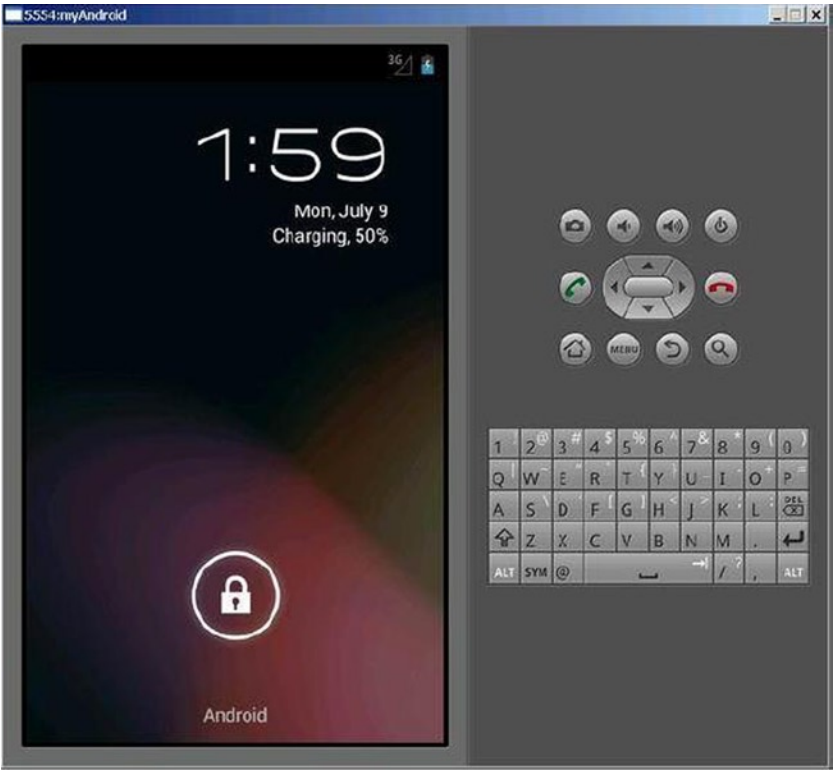 5554:myAndroid
3G
1:59
Mon, July 9
Charging, 50%
Android
MENU
1 ! 2 @ 3 # 4 $ 5 % 6 ^ 7 & 8 * 9 ( 0 )
Q | W ~ E " R ` T { Y } U _ I - O + P =
A S \ D ' F [ G ] H < J > K ; L : DEL
Z X C V B N M .
ALT SYM @ / ? , ALT